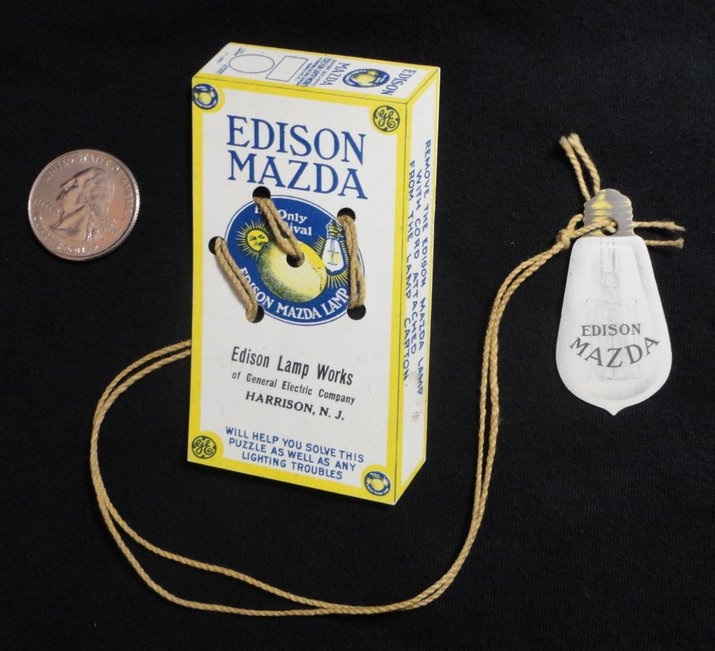 EDISON
MAZDA
EDISON
MAZDA
Only
EDISON MAZDA LAMP
Edison Lamp Works
of General Electric Company
HARRISON, N. J.
WILL HELP YOU SOLVE THIS
PUZZLE AS WELL AS ANY
LIGHTING TROUBLES
REMOVE THE EDISON MAZDA LAMP
WITH CORD ATTACHED
FROM THE LAMP CARTON.
EDISON
MAZDA